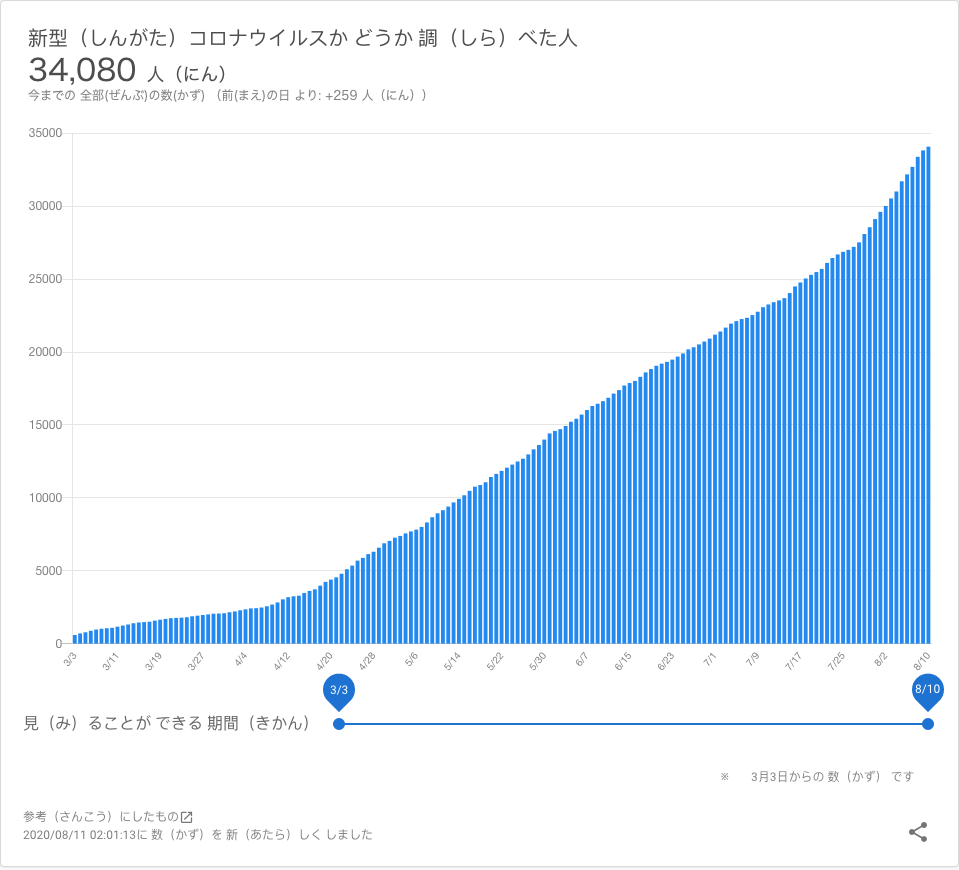 新型（しんがた）コロナウイルスか どうか 調（しら）べた人
34,080 人（にん）
今までの 全部(ぜんぶ)の数(かず) （前(まえ)の日 より: +259 人（にん））
35000
30000
25000
20000
15000
10000
5000
0
3/3 3/11 3/19 3/27 4/4 4/12 4/20 4/28 5/6 5/14 5/22 5/30 6/7 6/15 6/23 7/1 7/9 7/17 7/25 8/2 8/10
3/3 8/10
見（み）ることが できる 期間（きかん）
※ 3月3日からの 数（かず） です
参考（さんこう）にしたもの
2020/08/11 02:01:13に 数（かず）を 新（あたら）しく しました